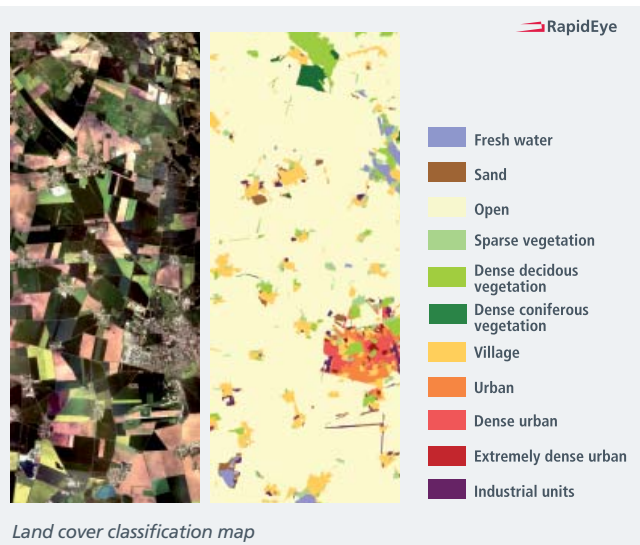 RapidEye
Fresh water
Sand
Open
Sparse vegetation
Dense decidous
vegetation
Dense coniferous
vegetation
Village
Urban
Dense urban
Extremely dense urban
Industrial units
Land cover classification map